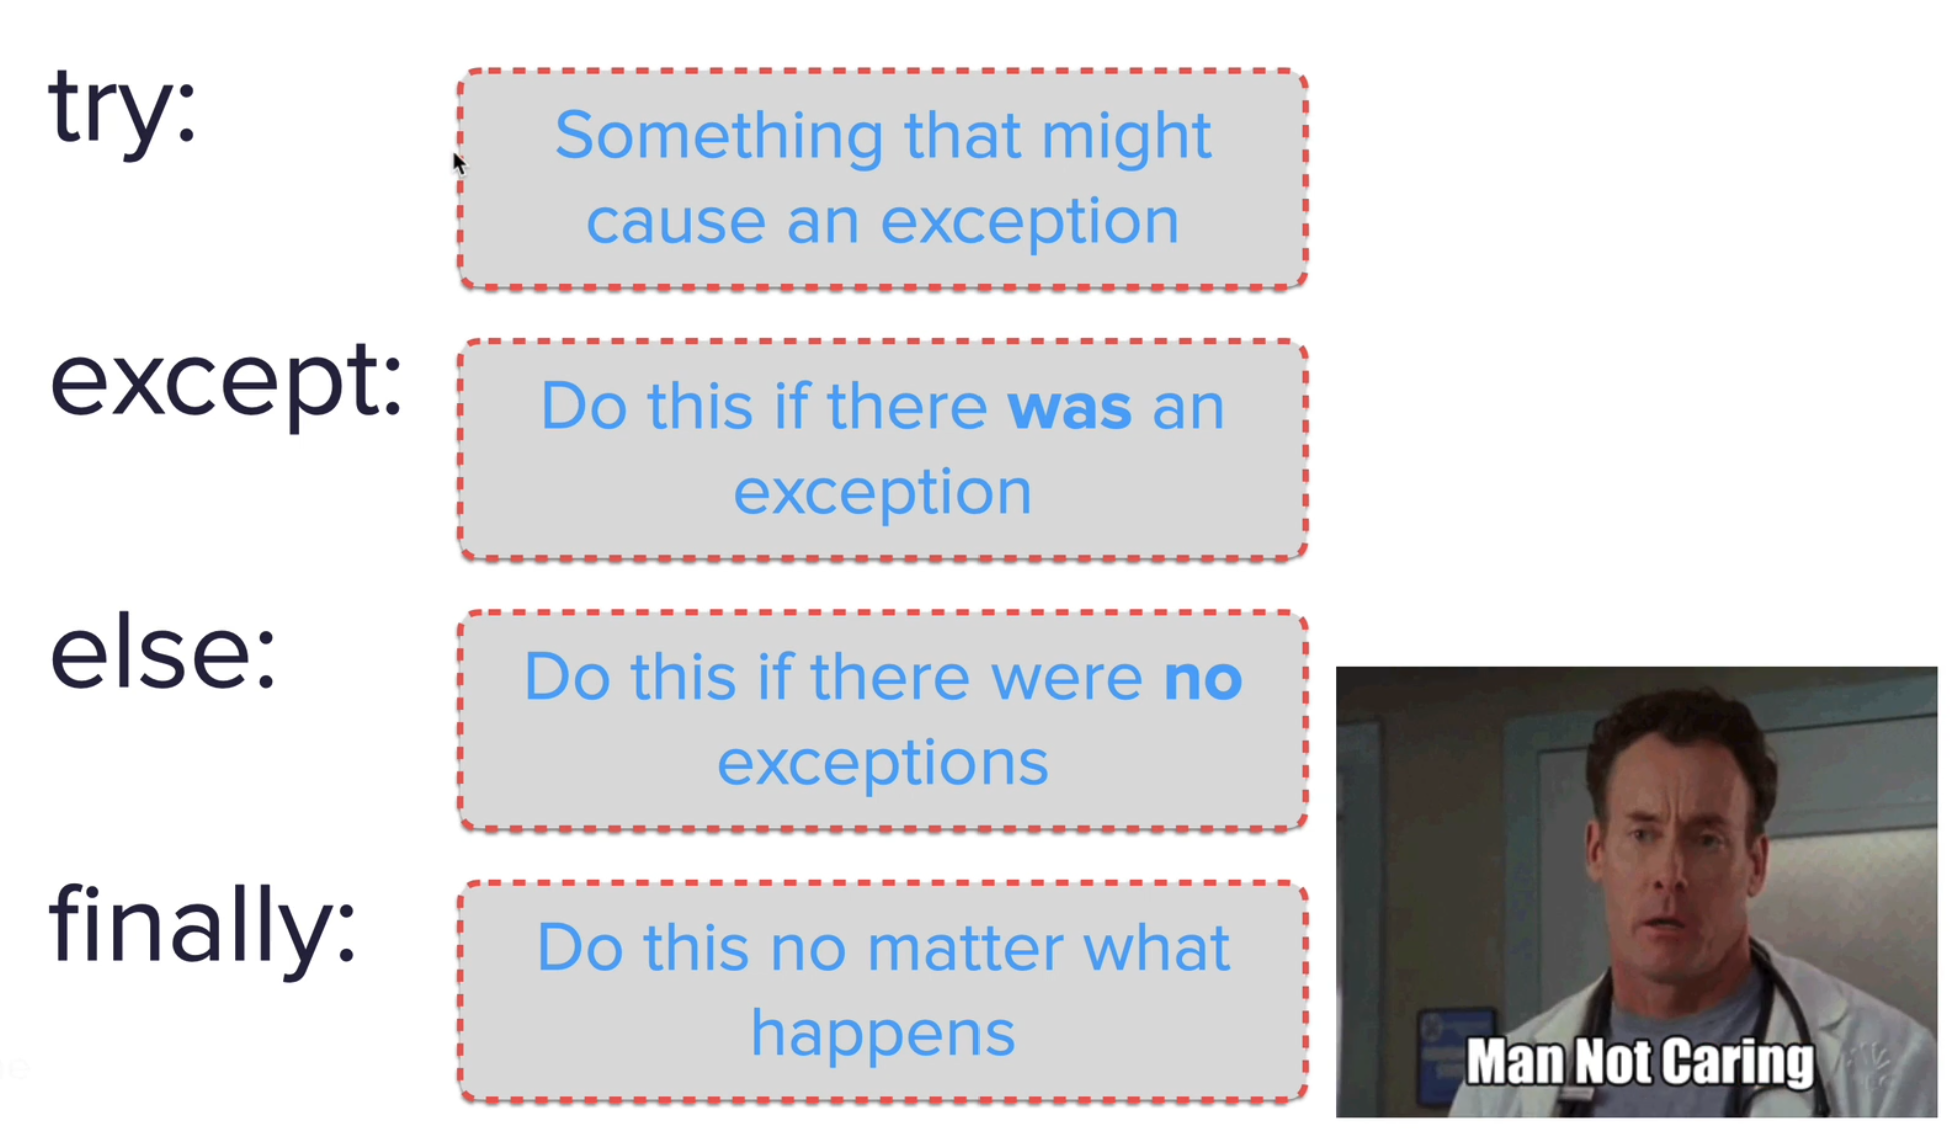 try:
Something that might
cause an exception
except:
Do this if there was an
exception
else:
Do this if there were no
exceptions
finally:
Do this no matter what
happens
Man Not Caring